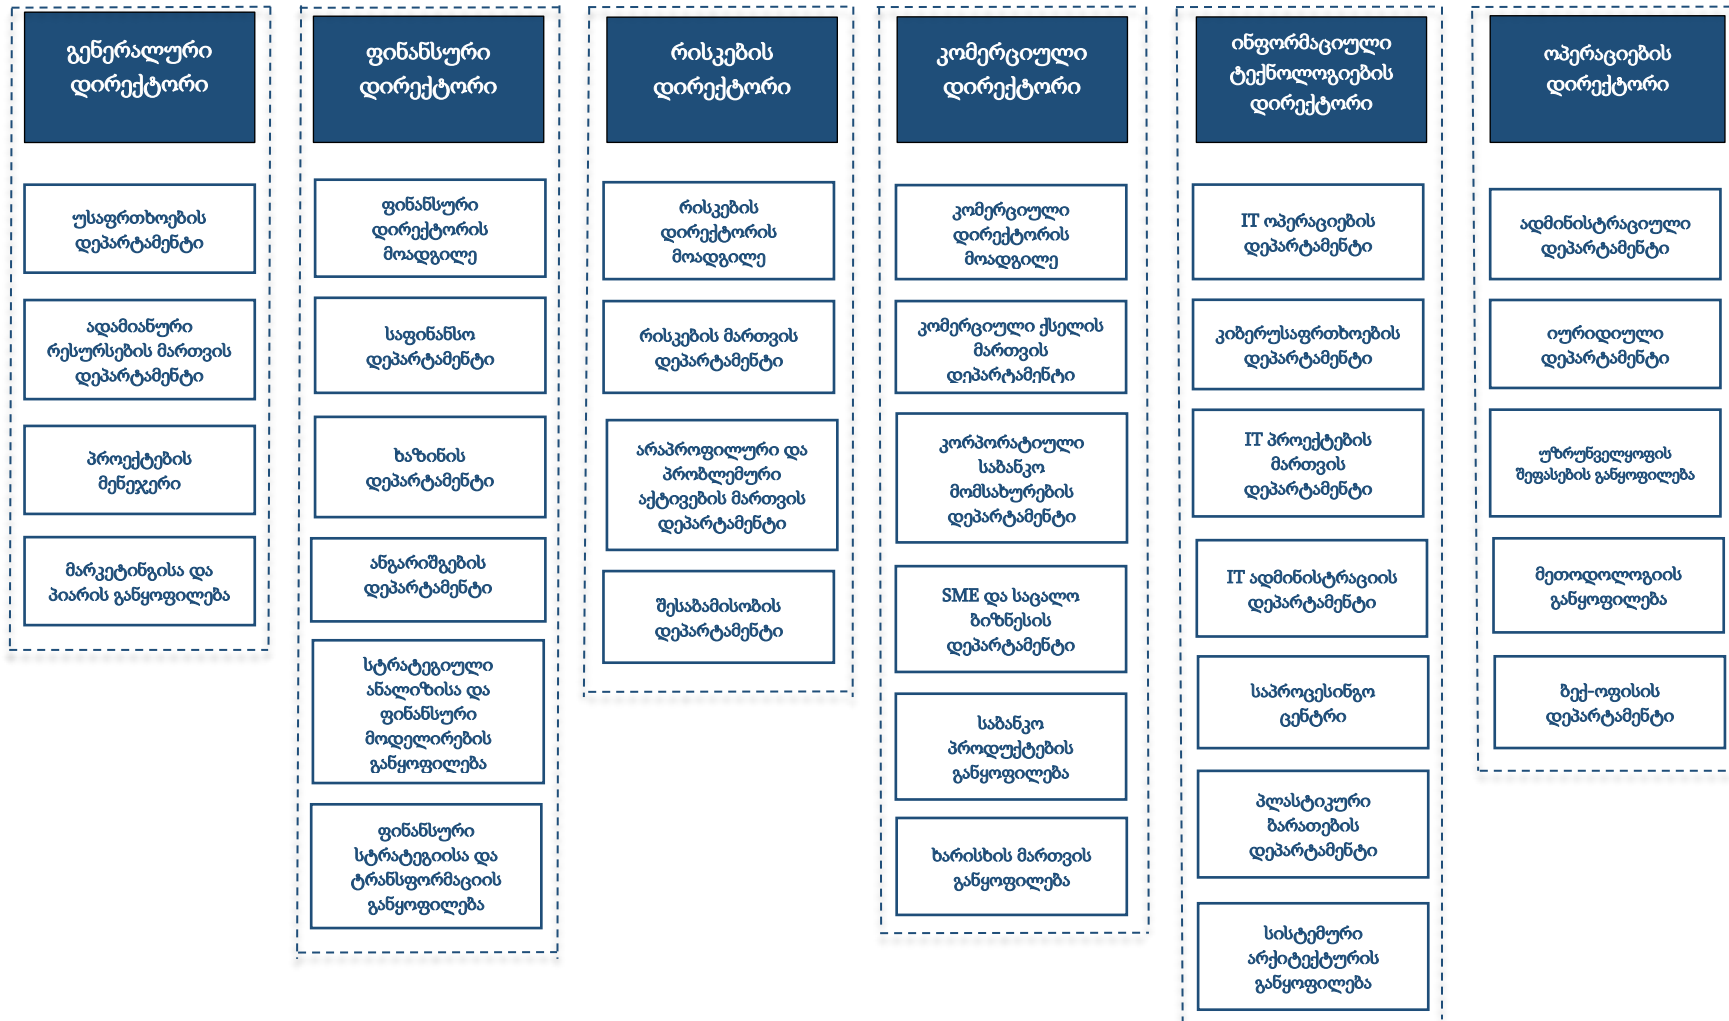 გენერალური
დირექტორი
უსაფრთხოების
დეპარტამენტი
ადამიანური
რესურსების მართვის
დეპარტამენტი
პროექტების
მენეჯერი
მარკეტინგისა და
პიარის განყოფილება
ფინანსური
დირექტორი
ფინანსური
დირექტორის
მოადგილე
საფინანსო
დეპარტამენტი
ხაზინის
დეპარტამენტი
ანგარიშგების
დეპარტამენტი
სტრატეგიული
ანალიზისა და
ფინანსური
მოდელირების
განყოფილება
ფინანსური
სტრატეგიისა და
ტრანსფორმაციის
განყოფილება
რისკების
დირექტორი
რისკების
დირექტორის
მოადგილე
რისკების მართვის
დეპარტამენტი
არაპროფილური და
პრობლემური
აქტივების მართვის
დეპარტამენტი
შესაბამისობის
დეპარტამენტი
კომერციული
დირექტორი
კომერციული
დირექტორის
მოადგილე
კომერციული ქსელის
მართვის
დეპარტამენტი
კორპორატიული
საბანკო
მომსახურების
დეპარტამენტი
SME და საცალო
ბიზნესის
დეპარტამენტი
საბანკო
პროდუქტების
განყოფილება
ხარისხის მართვის
განყოფილება
ინფორმაციული
ტექნოლოგიების
დირექტორი
IT ოპერაციების
დეპარტამენტი
კიბერუსაფრთხოების
დეპარტამენტი
IT პროექტების
მართვის
დეპარტამენტი
IT ადმინისტრაციის
დეპარტამენტი
საპროცესინგო
ცენტრი
პლასტიკური
ბარათების
დეპარტამენტი
სისტემური
არქიტექტურის
განყოფილება
ოპერაციების
დირექტორი
ადმინისტრაციული
დეპარტამენტი
იურიდიული
დეპარტამენტი
უზრუნველყოფის
შეფასების განყოფილება
მეთოდოლოგიის
განყოფილება
ბექ-ოფისის
დეპარტამენტი